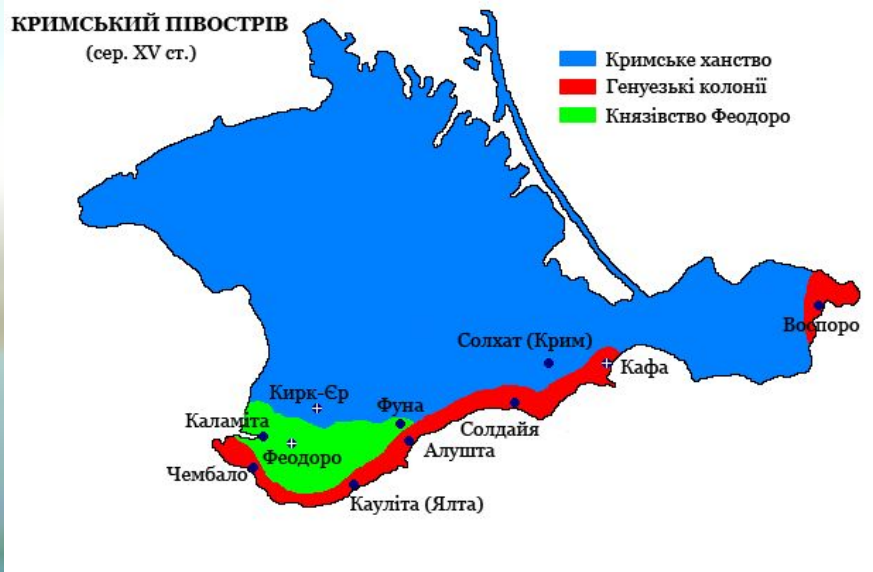 КРИМСЬКИЙ ПІВОСТРІВ
(сер. XV ст.)
Кримське ханство
Генуезькі колонії
Князівство Феодоро
Воспоро
Солхат (Крим)
Кафа
Кирк-Єр
Фуна
Каламіта
Солдайя
Алушта
Феодоро
Чембало
Кауліта (Ялта)